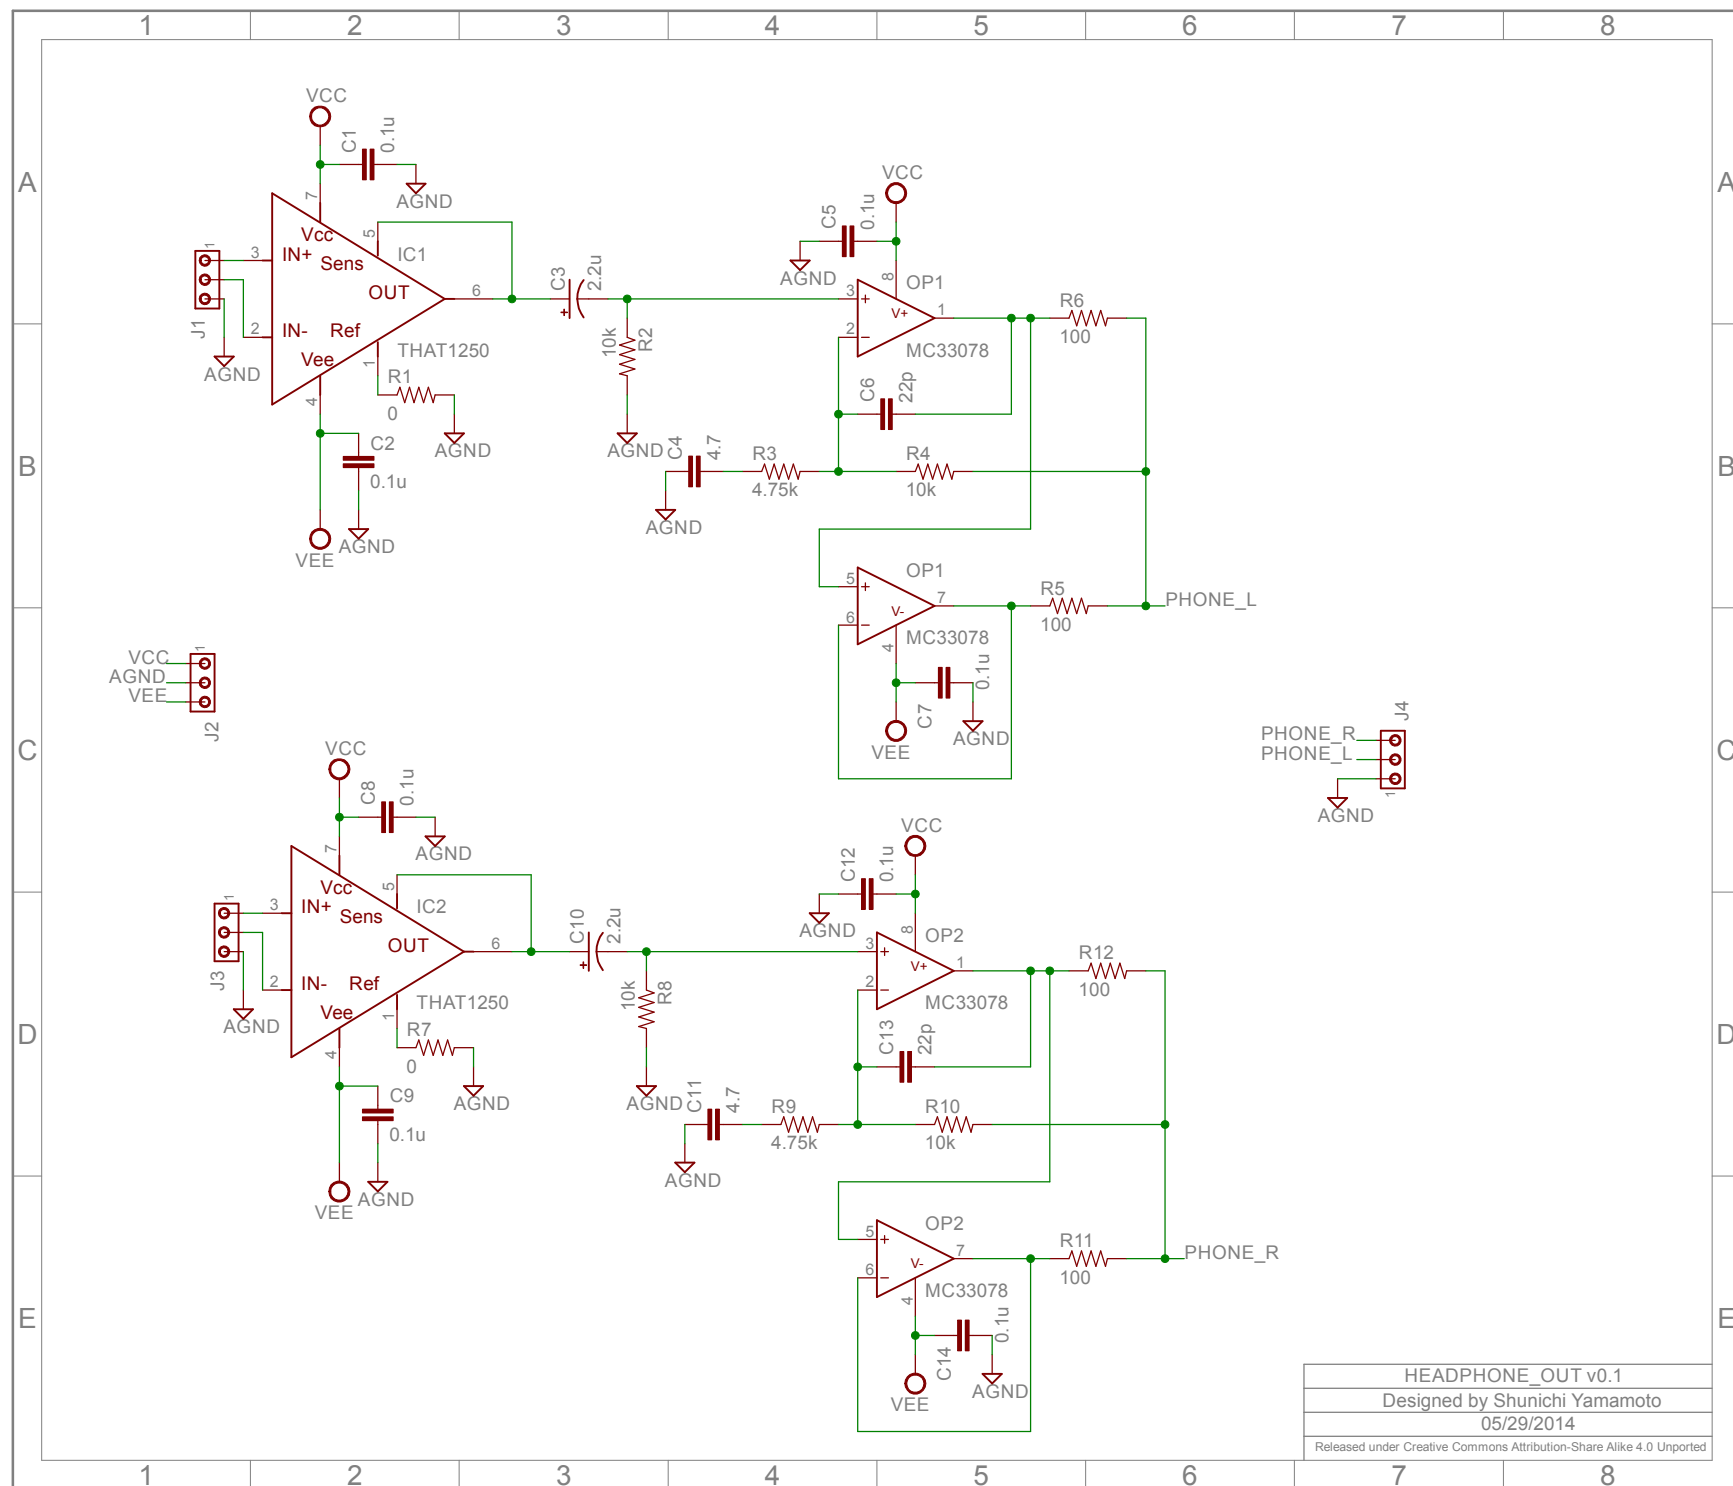 1 2 3 4 5 6 7 8
A
A
VCC
C1
0.1u
AGND
7
Vcc
5
IC1
Sens
3
IN+
OUT
6
1
J1
AGND
2
IN-
Ref
Vee
THAT1250
1
R1
0
AGND
4
C2
0.1u
AGND
VEE
C3
2.2u
+
10k
R2
AGND
VCC
C5
0.1u
AGND
8
OP1
3
+
V+
1
2
−
MC33078
R6
100
C6
22p
B
B
C4
4.7
R3
4.75k
R4
10k
AGND
OP1
5
+
V-
7
6
−
MC33078
R5
100
PHONE_L
4
C7
0.1u
AGND
VEE
VCC
AGND
VEE
1
J2
C
C
J4
PHONE_R
PHONE_L
1
AGND
VCC
C8
0.1u
AGND
7
Vcc
5
IC2
Sens
3
IN+
OUT
6
1
J3
AGND
2
IN-
Ref
Vee
THAT1250
1
R7
0
AGND
4
C9
0.1u
AGND
VEE
C10
2.2u
+
10k
R8
AGND
VCC
C12
0.1u
AGND
8
OP2
3
+
V+
1
2
−
MC33078
R12
100
C13
22p
D
D
C11
4.7
R9
4.75k
R10
10k
AGND
OP2
5
+
V-
7
6
−
MC33078
R11
100
PHONE_R
4
C14
0.1u
AGND
VEE
E
E
HEADPHONE_OUT v0.1
Designed by Shunichi Yamamoto
05/29/2014
Released under Creative Commons Attribution-Share Alike 4.0 Unported
1 2 3 4 5 6 7 8